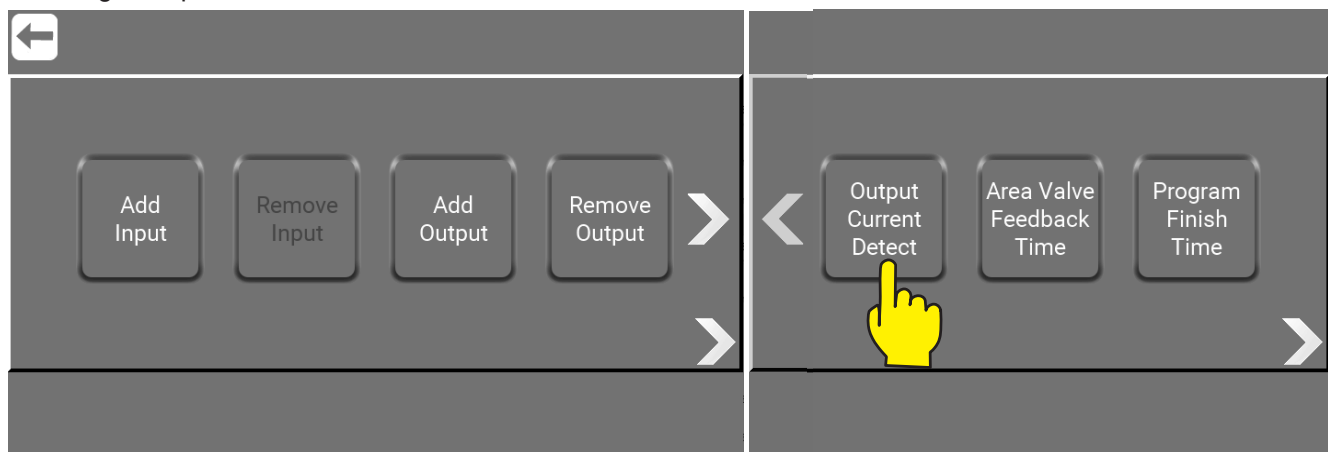 Add
Input
Remove
Input
Add
Output
Remove
Output
Output
Current
Detect
Area Valve
Feedback
Time
Program
Finish
Time